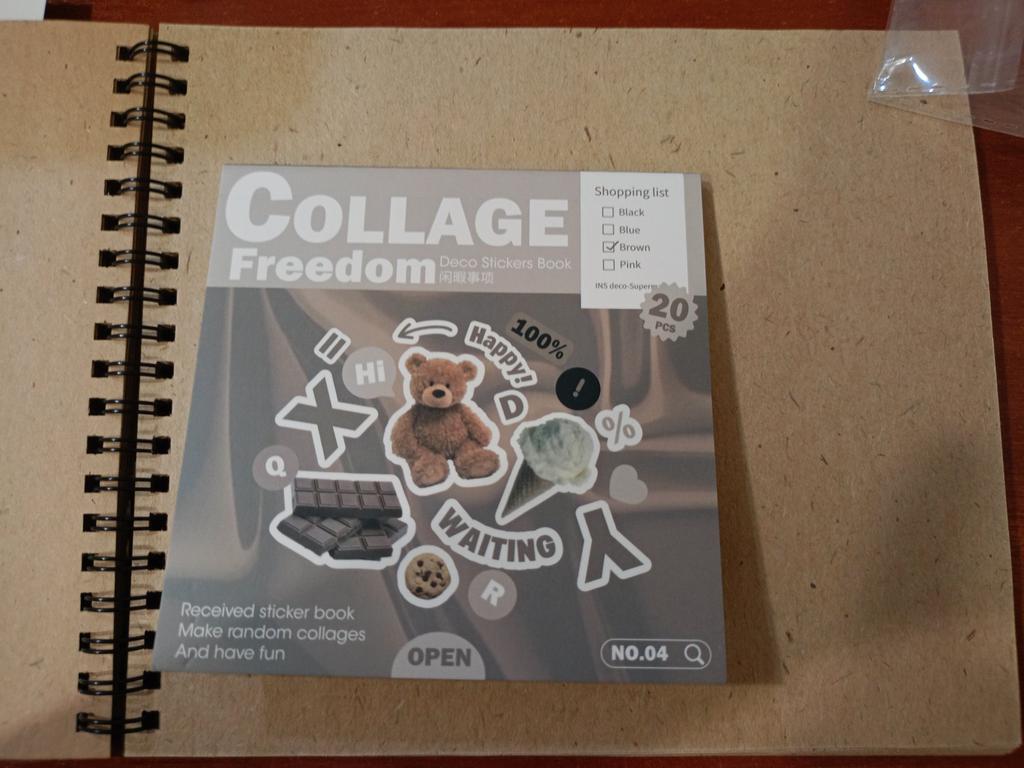 COLLAGE
Freedom
Deco Stickers Book
闲暇事项
Shopping list
Black
Blue
Brown
Pink
INS deco-Superm
20
PCS
100%
Happy!
!
Hi
=
X
D
%
Q
WAITING
Y
R
Received sticker book
Make random collages
And have fun
OPEN
NO.04